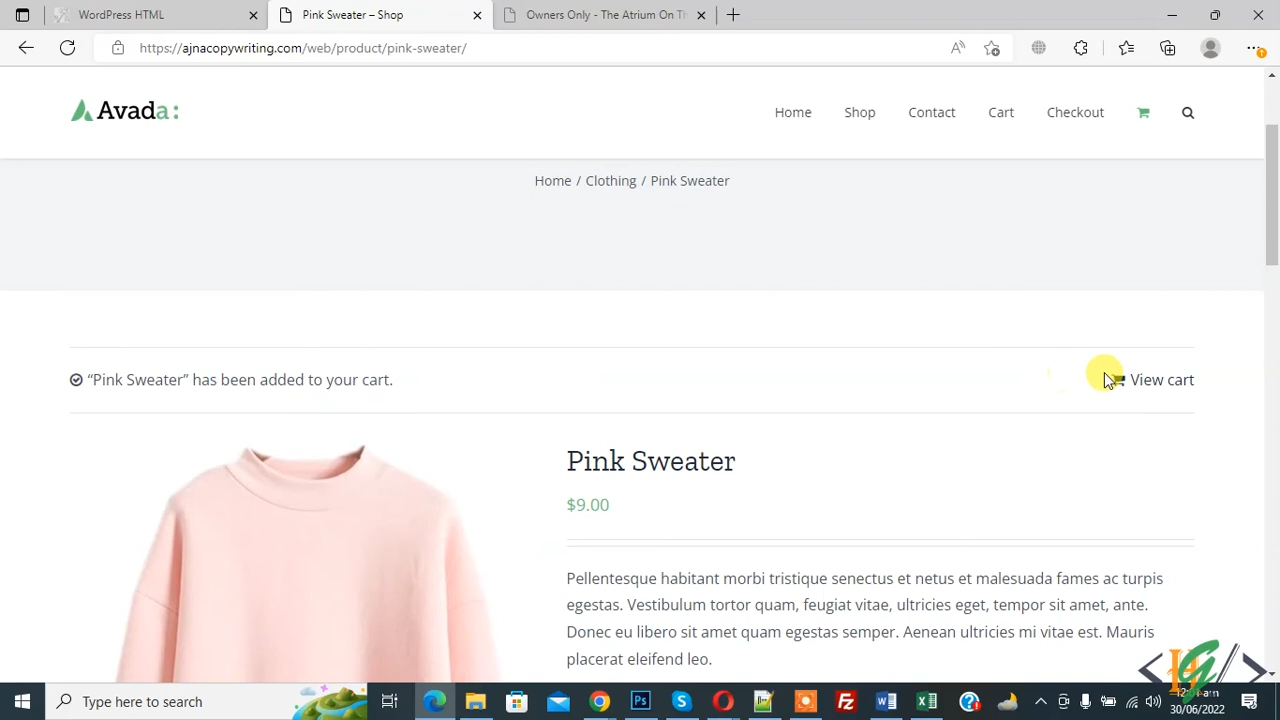 WordPress HTML
Pink Sweater – Shop
Owners Only - The Atrium On Th
https://ajnacopywriting.com/web/product/pink-sweater/
Avada:
Home Shop Contact Cart Checkout
Home / Clothing / Pink Sweater
“Pink Sweater” has been added to your cart.
View cart
Pink Sweater
$9.00
Pellentesque habitant morbi tristique senectus et netus et malesuada fames ac turpis
egestas. Vestibulum tortor quam, feugiat vitae, ultricies eget, tempor sit amet, ante.
Donec eu libero sit amet quam egestas semper. Aenean ultricies mi vitae est. Mauris
placerat eleifend leo.
Type here to search
30/06/2022